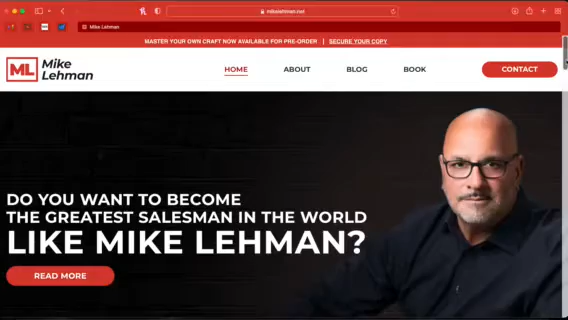 mikelehman.net
Mike Lehman
MASTER YOUR OWN CRAFT NOW AVAILABLE FOR PRE-ORDER | SECURE YOUR COPY
ML Mike Lehman
HOME ABOUT BLOG BOOK CONTACT
DO YOU WANT TO BECOME
THE GREATEST SALESMAN IN THE WORLD
LIKE MIKE LEHMAN?
READ MORE